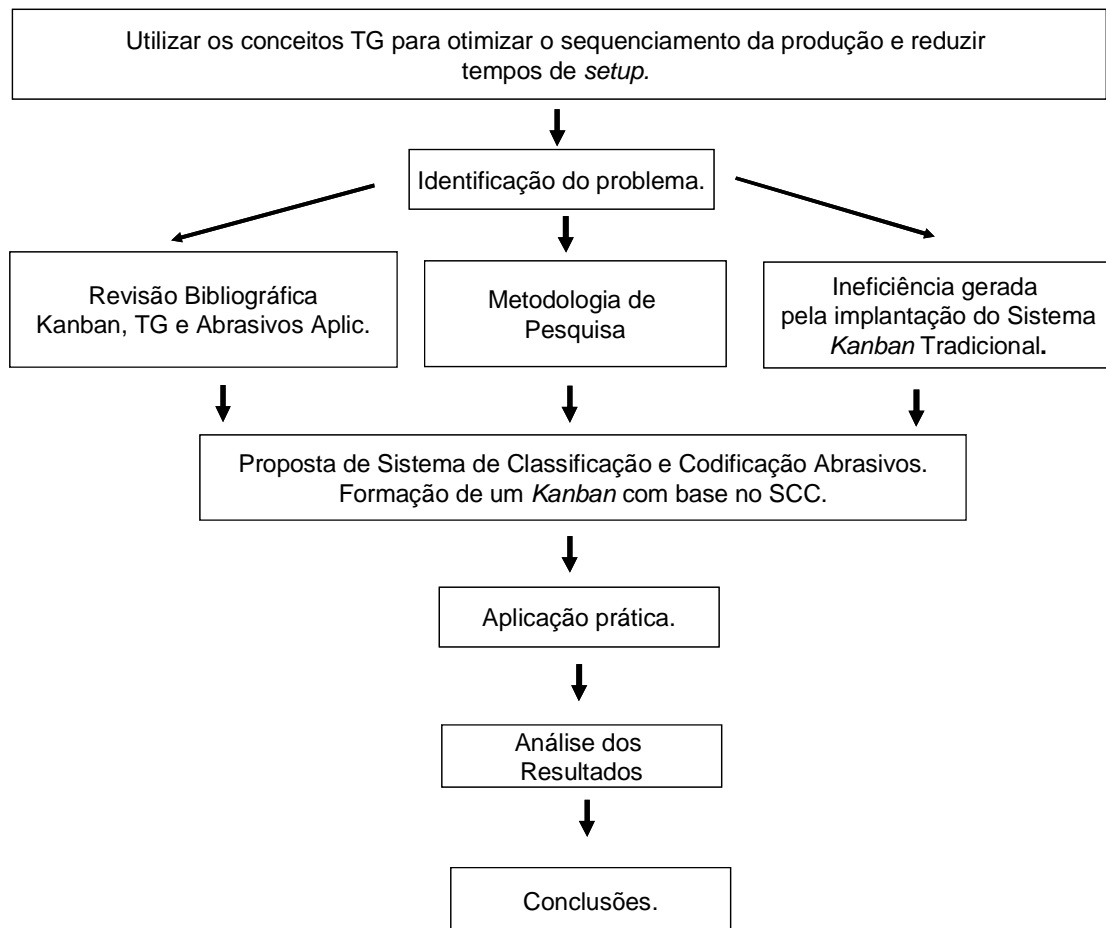 Utilizar os conceitos TG para otimizar o sequenciamento da produção e reduzir
tempos de setup.
Identificação do problema.
Revisão Bibliográfica
Kanban, TG e Abrasivos Aplic.
Metodologia de
Pesquisa
Ineficiência gerada
pela implantação do Sistema
Kanban Tradicional.
Proposta de Sistema de Classificação e Codificação Abrasivos.
Formação de um Kanban com base no SCC.
Aplicação prática.
Análise dos
Resultados
Conclusões.